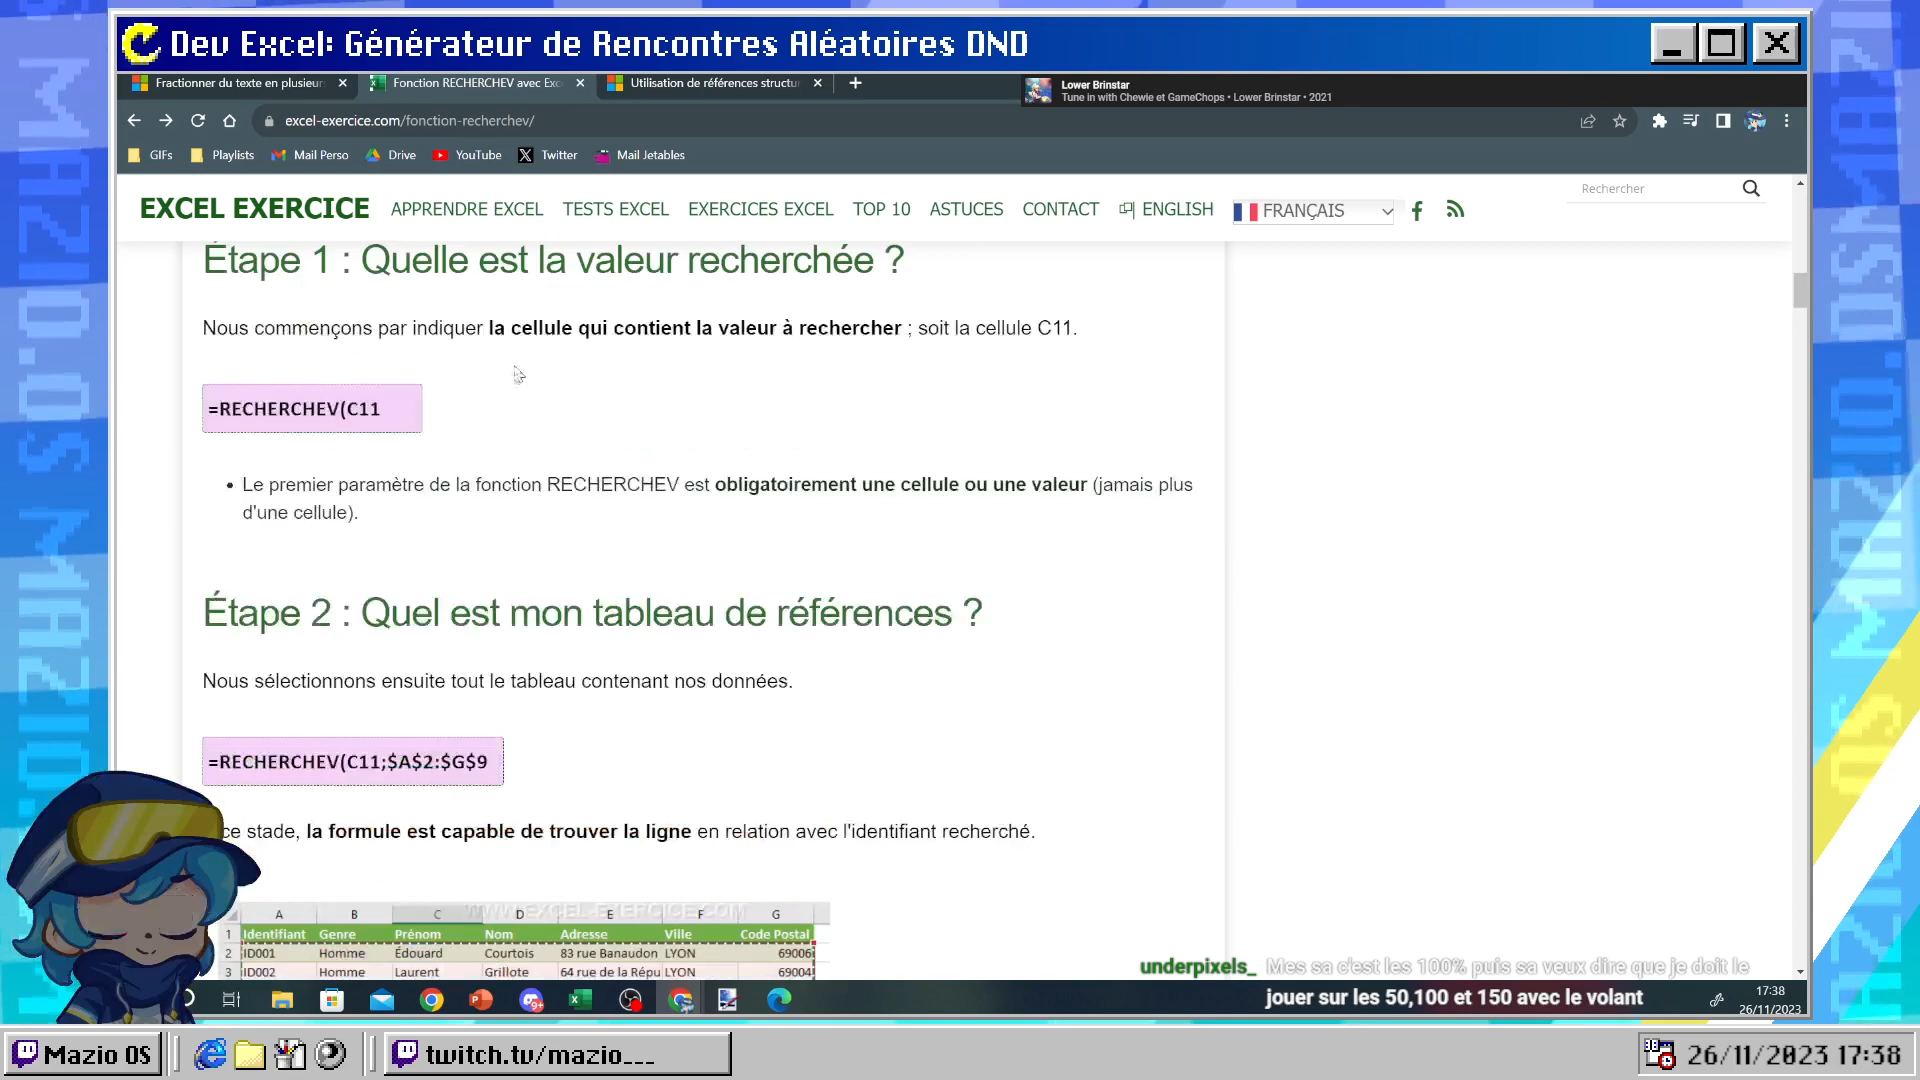 Dev Excel: Générateur de Rencontres Aléatoires DND
Fractionner du texte en plusieurs
Fonction RECHERCHEV avec Exc
Utilisation de références structu
Lower Brinstar
Tune in with Chewie et GameChops • Lower Brinstar • 2021
excel-exercice.com/fonction-recherchev/
GIFs
Playlists
Mail Perso
Drive
YouTube
Twitter
Mail Jetables
EXCEL EXERCICE
APPRENDRE EXCEL
TESTS EXCEL
EXERCICES EXCEL
TOP 10
ASTUCES
CONTACT
ENGLISH
FRANÇAIS
Rechercher
Étape 1 : Quelle est la valeur recherchée ?
Nous commençons par indiquer la cellule qui contient la valeur à rechercher ; soit la cellule C11.
=RECHERCHEV(C11
• Le premier paramètre de la fonction RECHERCHEV est obligatoirement une cellule ou une valeur (jamais plus
d'une cellule).
Étape 2 : Quel est mon tableau de références ?
Nous sélectionnons ensuite tout le tableau contenant nos données.
=RECHERCHEV(C11;$A$2:$G$9
ce stade, la formule est capable de trouver la ligne en relation avec l'identifiant recherché.
WWW.EXCEL-EXERCICE.COM
A B C D E F G
1 Identifiant Genre Prénom Nom Adresse Ville Code Postal
2 ID001 Homme Édouard Courtois 83 rue Banaudon LYON 69006
3 ID002 Homme Laurent Grillote 64 rue de la Répu LYON 69004
underpixels_ Mes sa c'est les 100% puis sa veux dire que je doit le
jouer sur les 50,100 et 150 avec le volant
17:38
26/11/2023
Mazio OS
twitch.tv/mazio___
26/11/2023 17:38